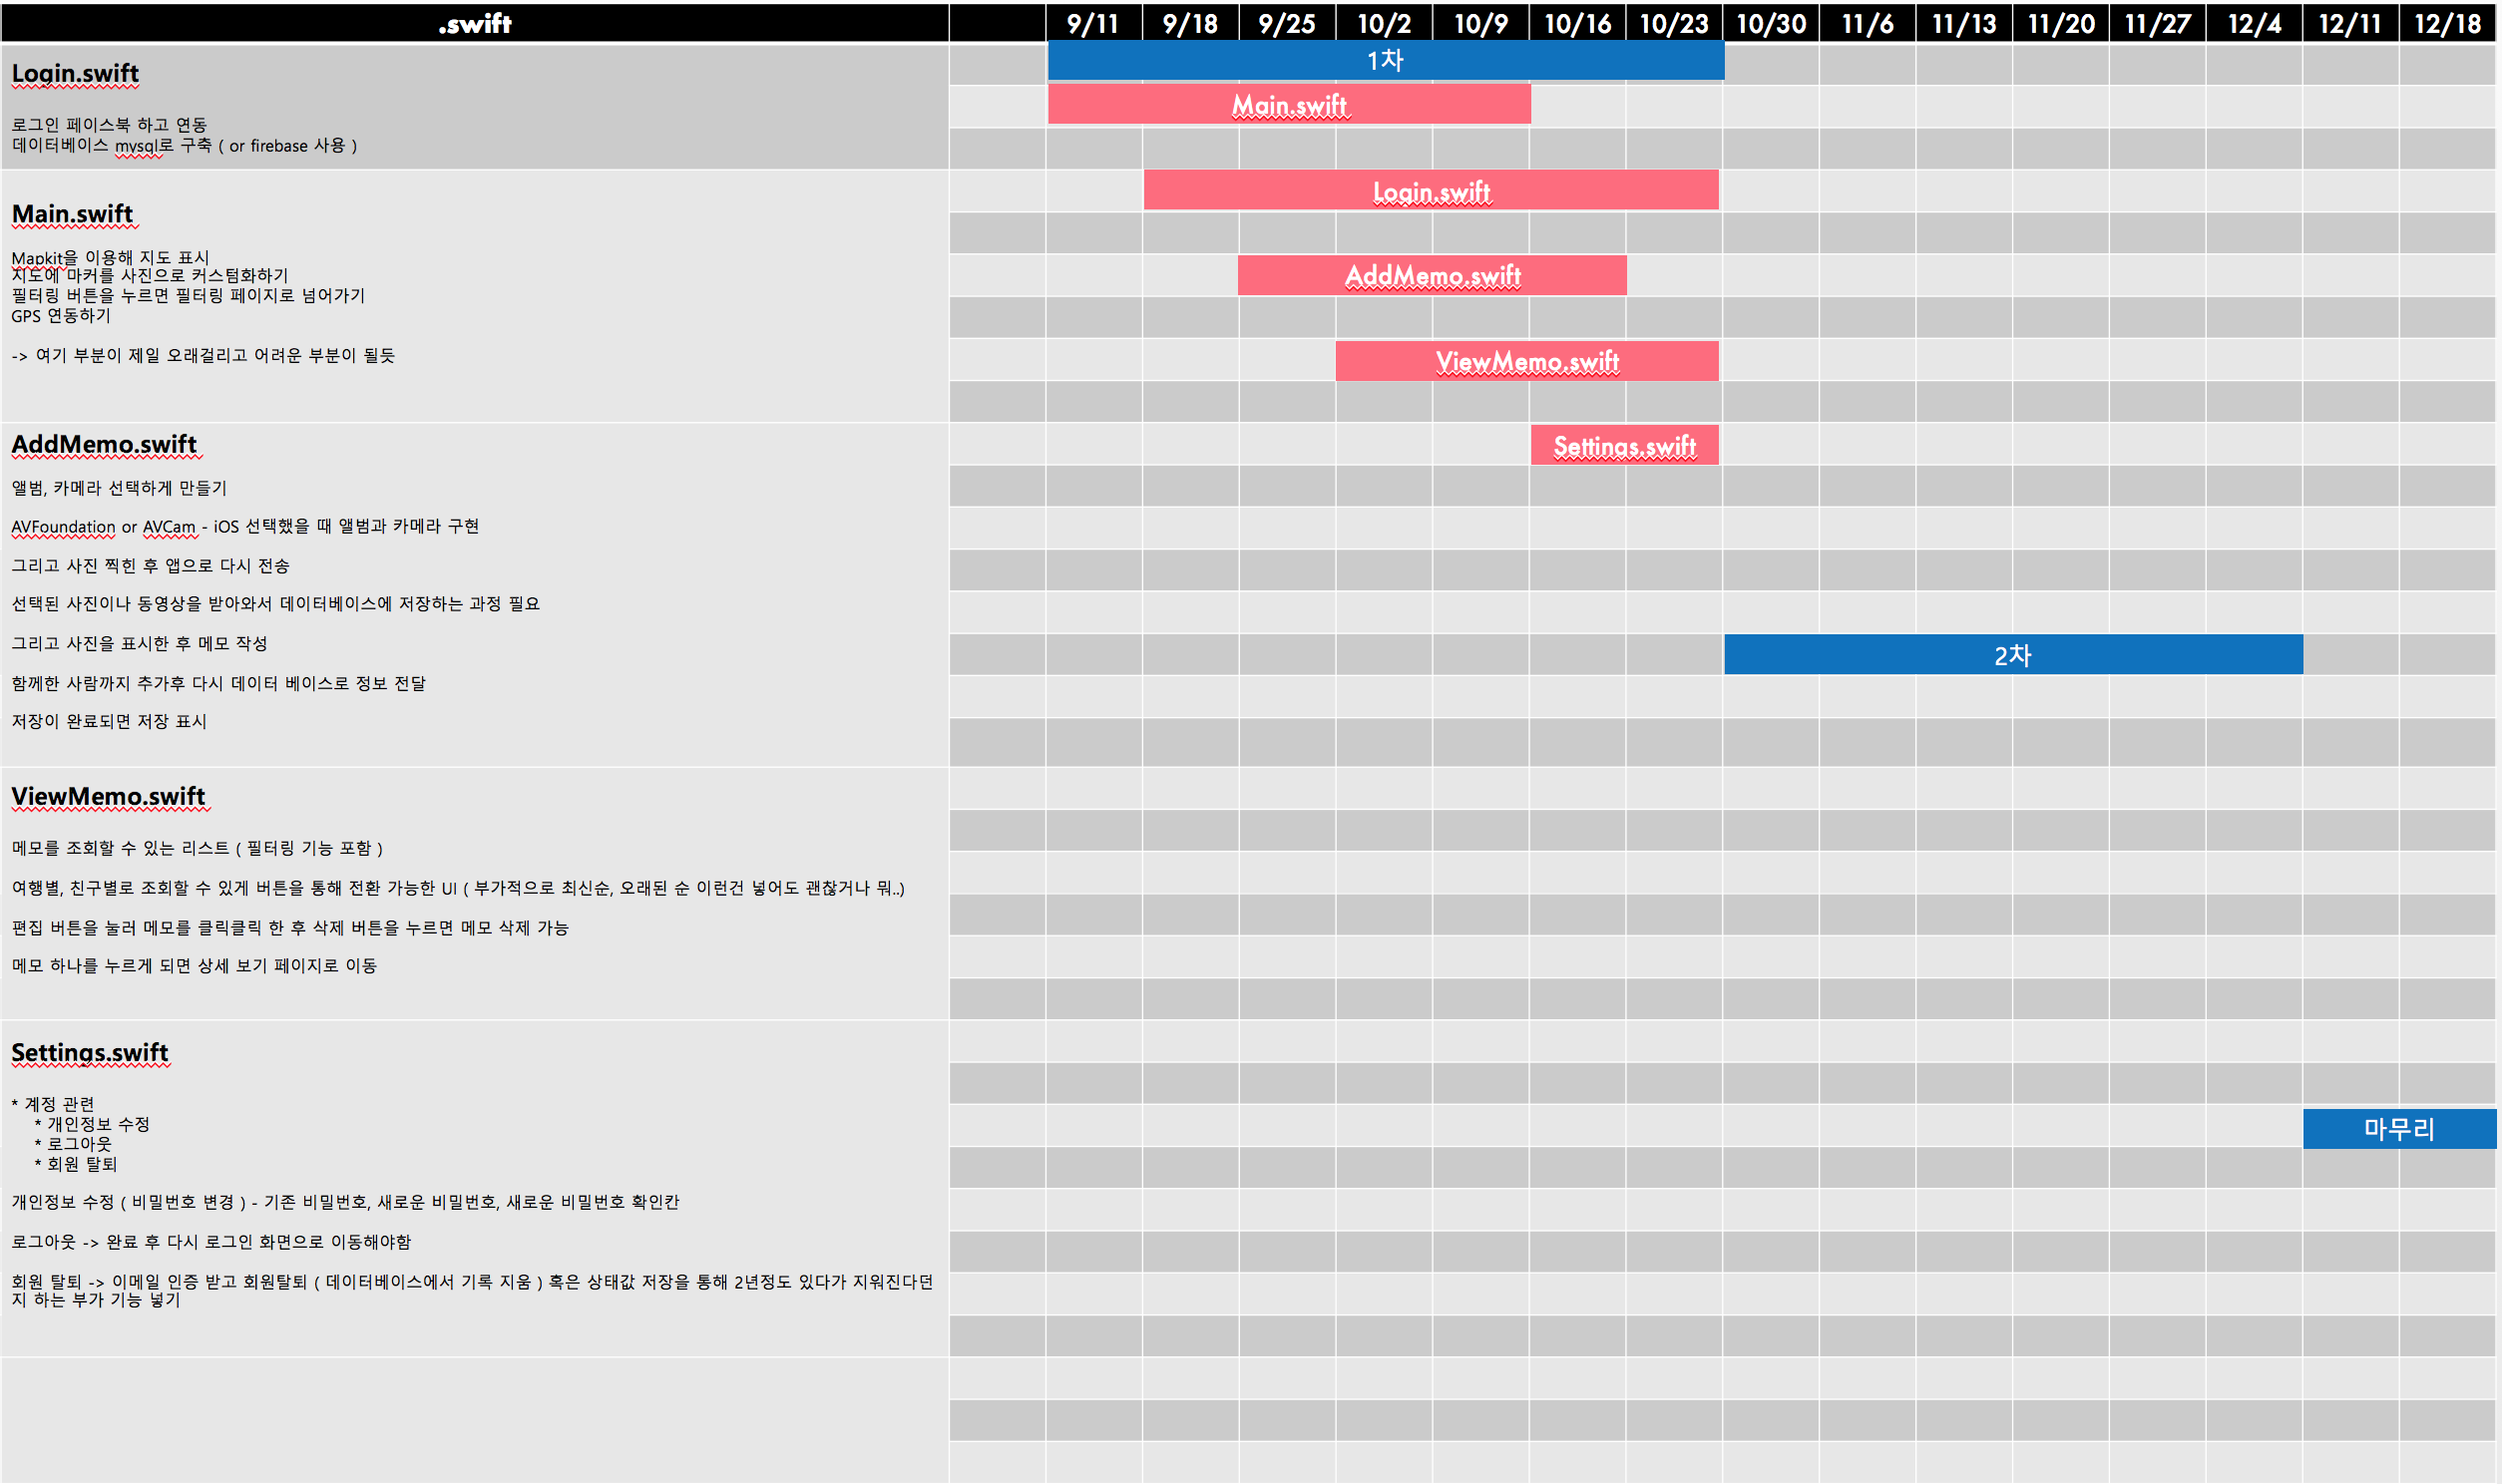 .swift
9/11 9/18 9/25 10/2 10/9 10/16 10/23 10/30 11/6 11/13 11/20 11/27 12/4 12/11 12/18
Login.swift
로그인 페이스북 하고 연동
데이터베이스 mysql로 구축 ( or firebase 사용 )
Main.swift
Mapkit을 이용해 지도 표시
지도에 마커를 사진으로 커스텀화하기
필터링 버튼을 누르면 필터링 페이지로 넘어가기
GPS 연동하기
-> 여기 부분이 제일 오래걸리고 어려운 부분이 될듯
AddMemo.swift
앨범, 카메라 선택하게 만들기
AVFoundation or AVCam - iOS 선택했을 때 앨범과 카메라 구현
그리고 사진 찍힌 후 앱으로 다시 전송
선택된 사진이나 동영상을 받아와서 데이터베이스에 저장하는 과정 필요
그리고 사진을 표시한 후 메모 작성
함께한 사람까지 추가후 다시 데이터 베이스로 정보 전달
저장이 완료되면 저장 표시
ViewMemo.swift
메모를 조회할 수 있는 리스트 ( 필터링 기능 포함 )
여행별, 친구별로 조회할 수 있게 버튼을 통해 전환 가능한 UI ( 부가적으로 최신순, 오래된 순 이런건 넣어도 괜찮거나 뭐..)
편집 버튼을 눌러 메모를 클릭클릭 한 후 삭제 버튼을 누르면 메모 삭제 가능
메모 하나를 누르게 되면 상세 보기 페이지로 이동
Settings.swift
* 계정 관련
* 개인정보 수정
* 로그아웃
* 회원 탈퇴
개인정보 수정 ( 비밀번호 변경 ) - 기존 비밀번호, 새로운 비밀번호, 새로운 비밀번호 확인칸
로그아웃 -> 완료 후 다시 로그인 화면으로 이동해야함
회원 탈퇴 -> 이메일 인증 받고 회원탈퇴 ( 데이터베이스에서 기록 지움 ) 혹은 상태값 저장을 통해 2년정도 있다가 지워진다던
지 하는 부가 기능 넣기
1차
Main.swift
Login.swift
AddMemo.swift
ViewMemo.swift
Settings.swift
2차
마무리